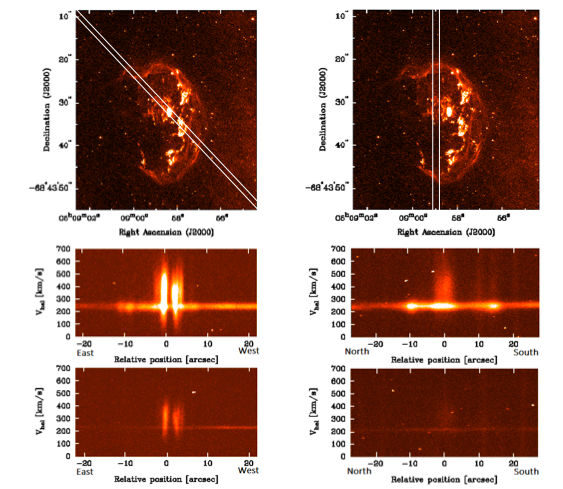 10"
20"
30"
40"
-68°43'50"
05ʰ09ᵐ02ˢ 09ᵐ00ˢ 58ˢ 56ˢ
Declination (J2000)
Right Ascension (J2000)
10"
20"
30"
40"
-68°43'50"
05ʰ09ᵐ02ˢ 09ᵐ00ˢ 58ˢ 56ˢ
Declination (J2000)
Right Ascension (J2000)
700
600
500
400
300
200
100
0
Vhel [km/s]
-20 -10 0 10 20
East West
Relative position [arcsec]
700
600
500
400
300
200
100
0
Vhel [km/s]
-20 -10 0 10 20
North South
Relative position [arcsec]
700
600
500
400
300
200
100
0
Vhel [km/s]
-20 -10 0 10 20
East West
Relative position [arcsec]
700
600
500
400
300
200
100
0
Vhel [km/s]
-20 -10 0 10 20
North South
Relative position [arcsec]